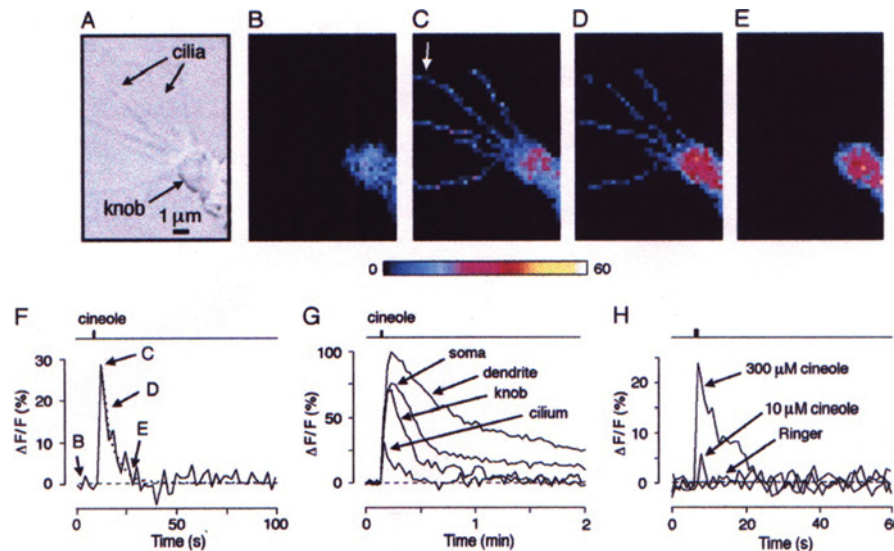 A
B
C
D
E
cilia
knob
1 μm
0
60
F
cineole
30
20
10
0
ΔF/F (%)
B
C
D
E
0
50
100
Time (s)
G
cineole
100
50
0
ΔF/F (%)
soma
dendrite
knob
cilium
0
1
2
Time (min)
H
20
10
0
ΔF/F (%)
300 μM cineole
10 μM cineole
Ringer
0
20
40
Time (s)